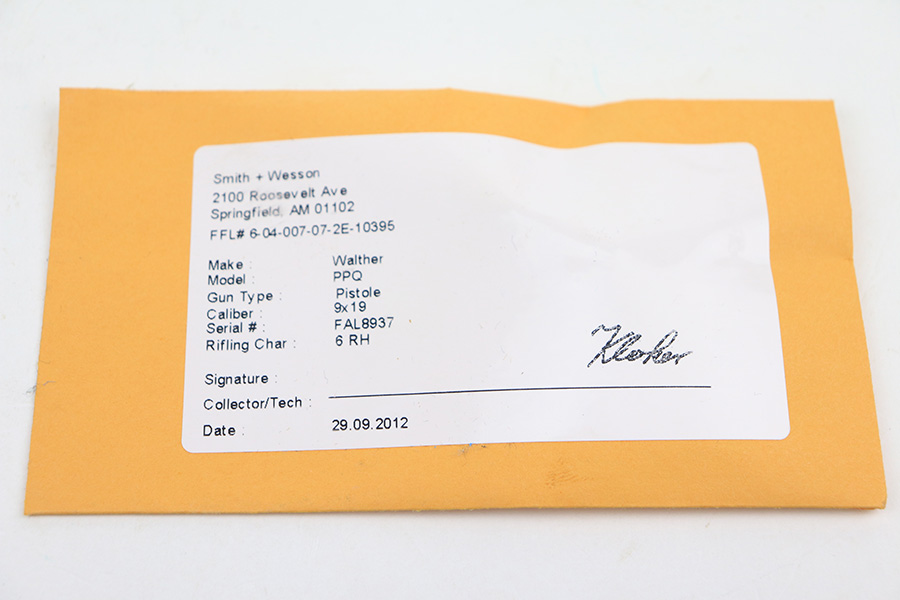 Smith + Wesson
2100 Roosevelt Ave
Springfield, AM 01102
FFL# 6-04-007-07-2E-10395
Make : Walther
Model : PPQ
Gun Type : Pistole
Caliber : 9x19
Serial # : FAL8937
Rifling Char : 6 RH
Signature :
Collector/Tech :
Date : 29.09.2012